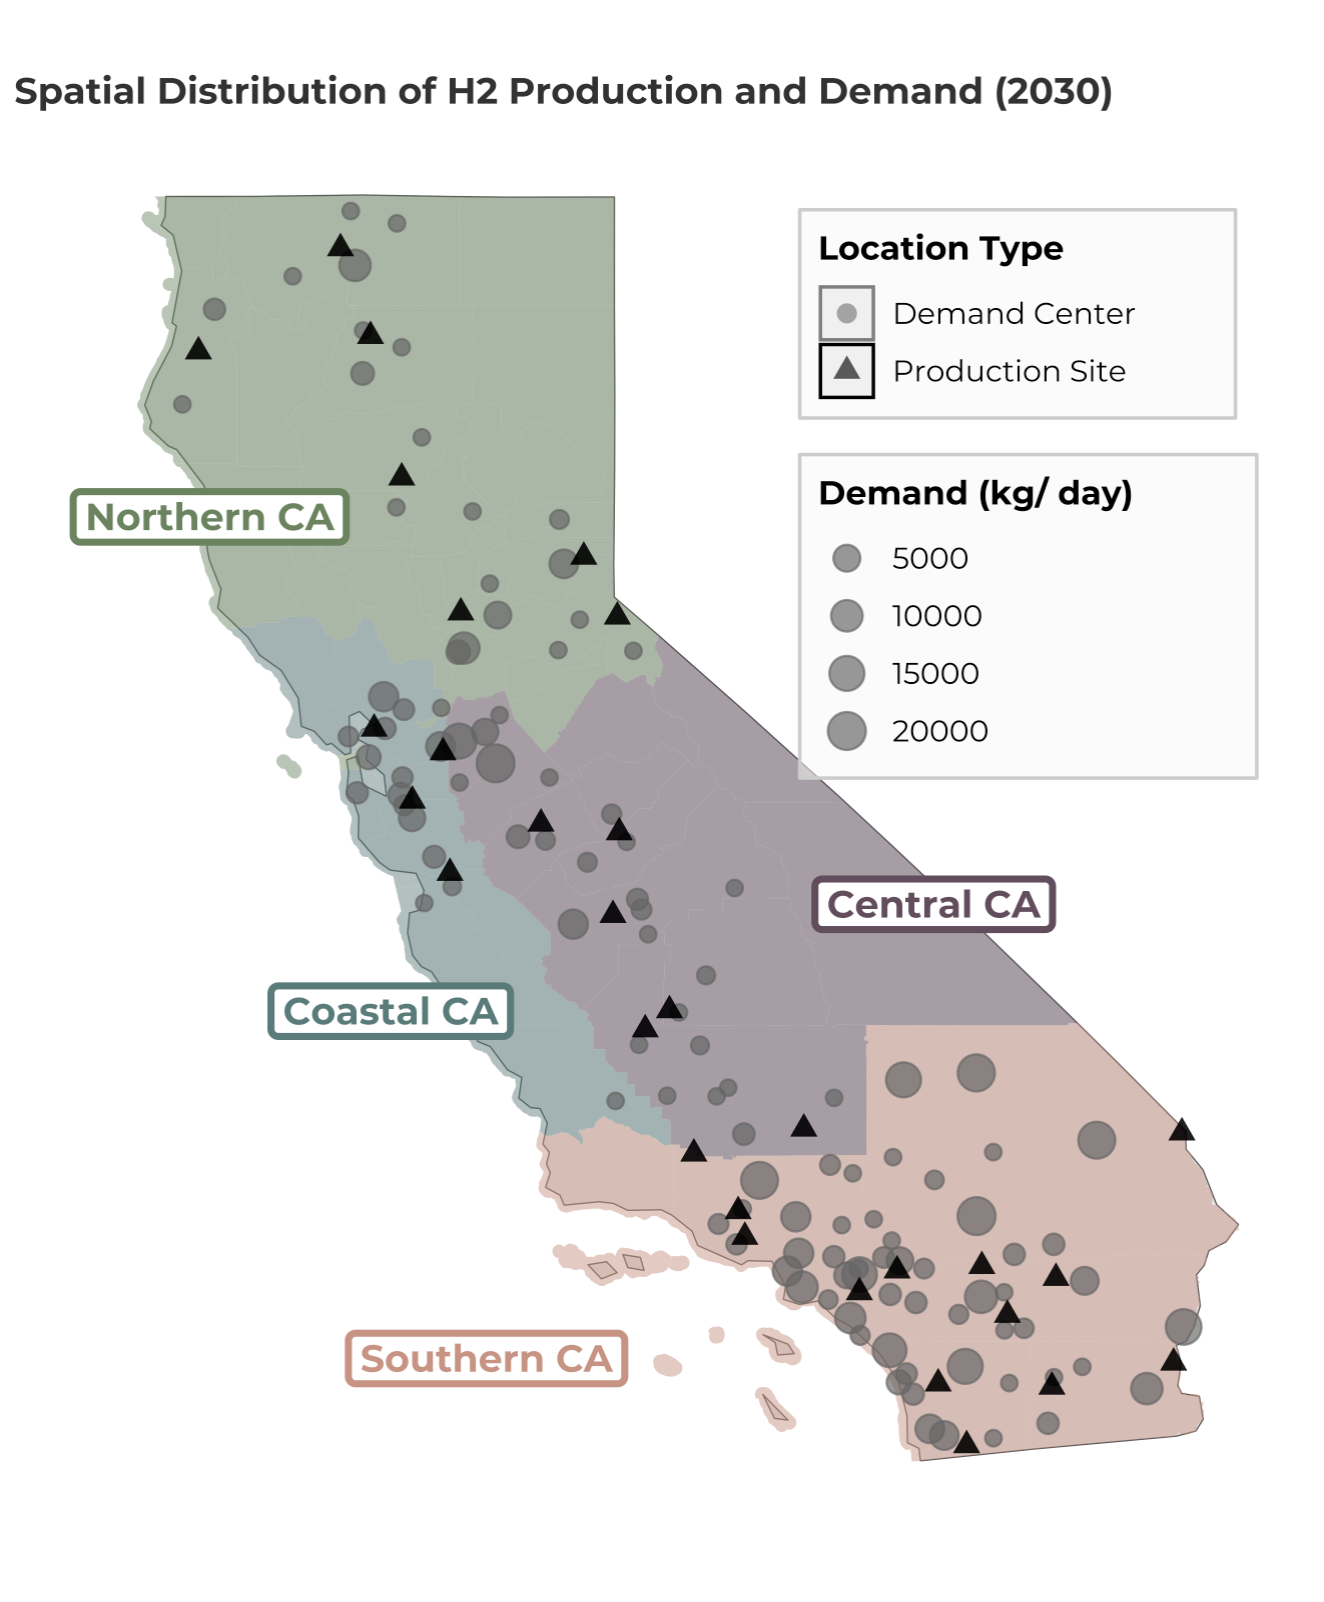 Spatial Distribution of H2 Production and Demand (2030)
Location Type
Demand Center
Production Site
Demand (kg/ day)
5000
10000
15000
20000
Northern CA
Central CA
Coastal CA
Southern CA